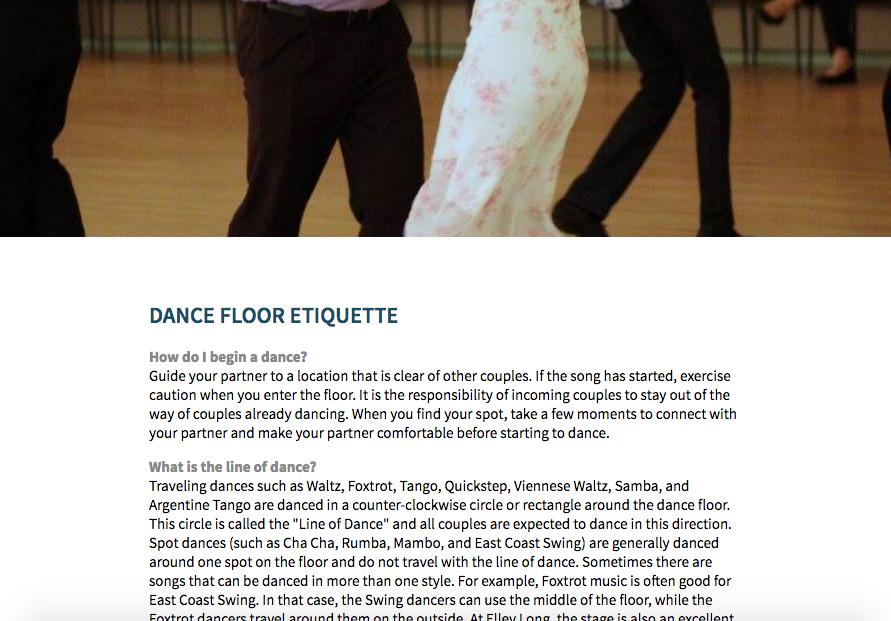 DANCE FLOOR ETIQUETTE
How do I begin a dance?
Guide your partner to a location that is clear of other couples. If the song has started, exercise
caution when you enter the floor. It is the responsibility of incoming couples to stay out of the
way of couples already dancing. When you find your spot, take a few moments to connect with
your partner and make your partner comfortable before starting to dance.
What is the line of dance?
Traveling dances such as Waltz, Foxtrot, Tango, Quickstep, Viennese Waltz, Samba, and
Argentine Tango are danced in a counter-clockwise circle or rectangle around the dance floor.
This circle is called the "Line of Dance" and all couples are expected to dance in this direction.
Spot dances (such as Cha Cha, Rumba, Mambo, and East Coast Swing) are generally danced
around one spot on the floor and do not travel with the line of dance. Sometimes there are
songs that can be danced in more than one style. For example, Foxtrot music is often good for
East Coast Swing. In that case, the Swing dancers can use the middle of the floor, while the
Foxtrot dancers travel around them on the outside. At Elley Long, the stage is also an excellent